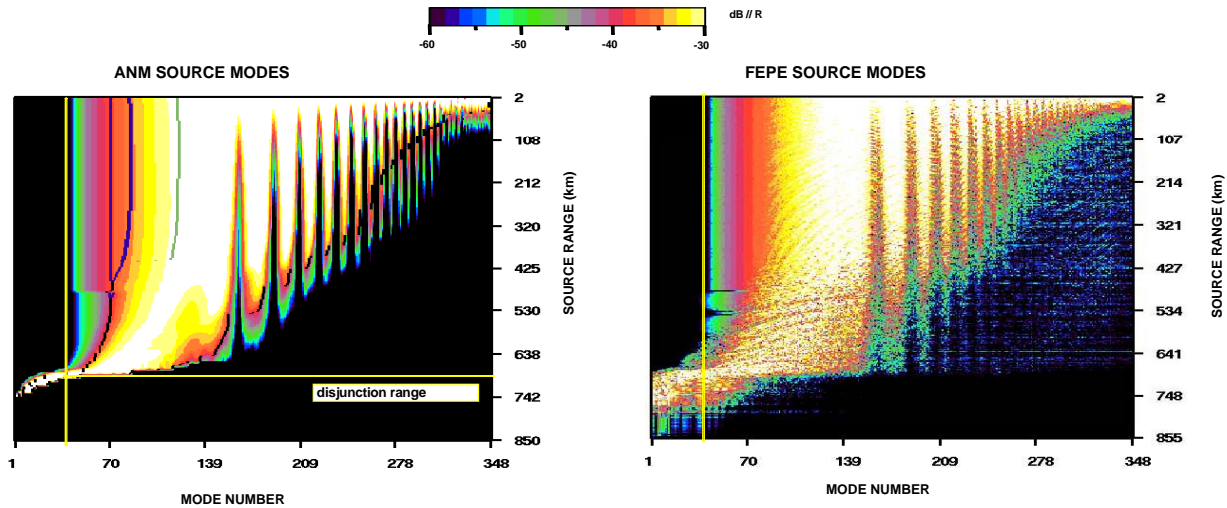 dB // R
-60 -50 -40 -30
ANM SOURCE MODES
FEPE SOURCE MODES
2
108
212
320
425
530
638
742
850
SOURCE RANGE (km)
disjunction range
1 70 139 209 278 348
MODE NUMBER
2
107
214
321
427
534
641
748
855
SOURCE RANGE (km)
1 70 139 209 278 348
MODE NUMBER